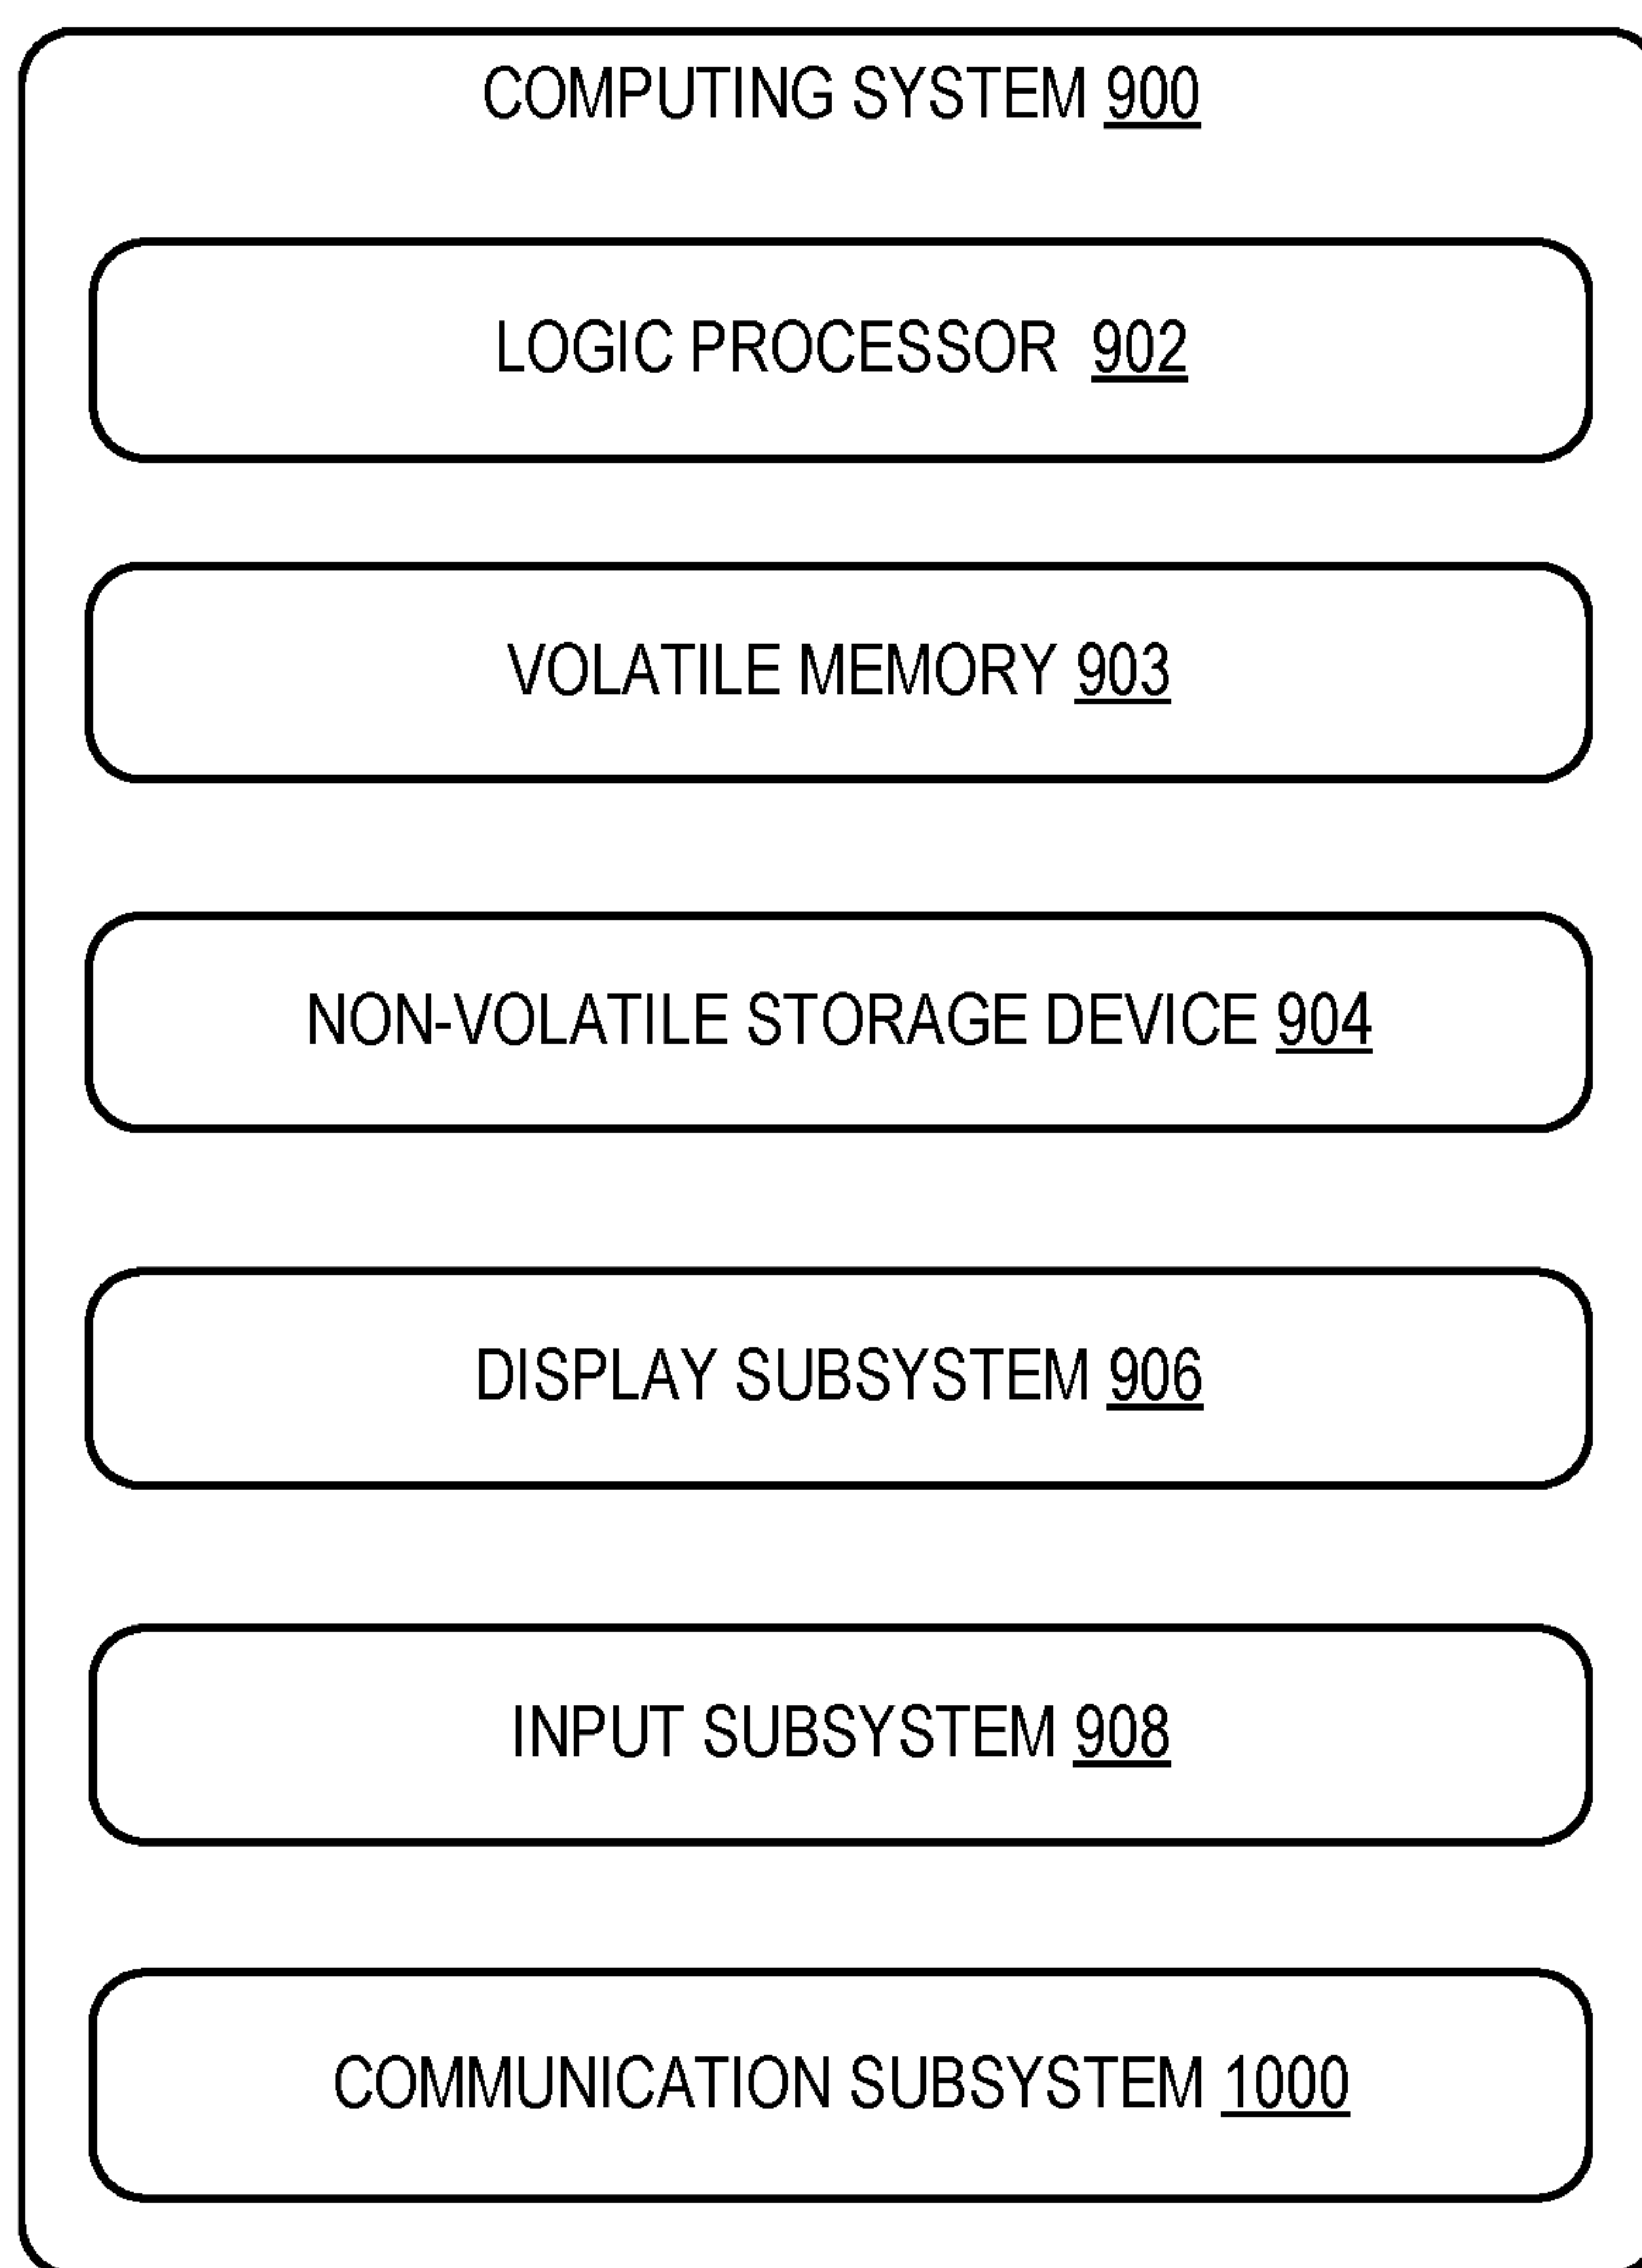 COMPUTING SYSTEM 900
LOGIC PROCESSOR 902
VOLATILE MEMORY 903
NON-VOLATILE STORAGE DEVICE 904
DISPLAY SUBSYSTEM 906
INPUT SUBSYSTEM 908
COMMUNICATION SUBSYSTEM 1000